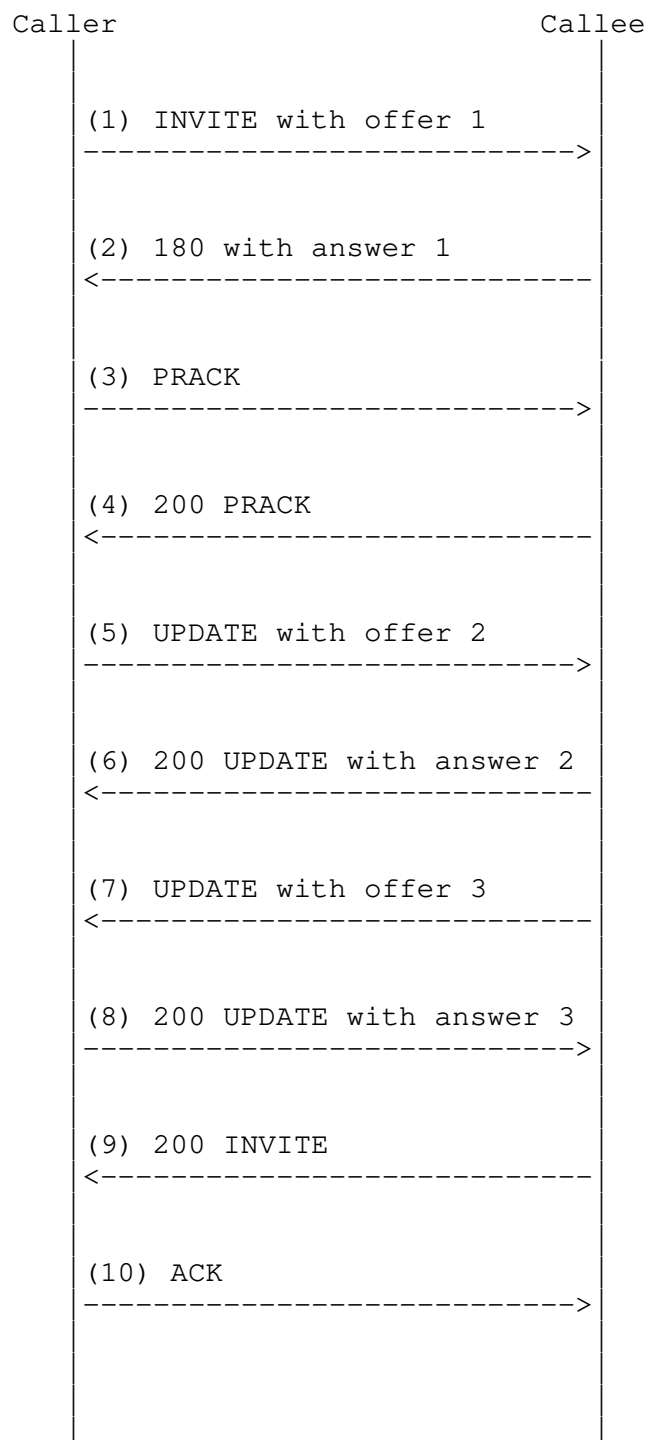 Caller Callee
(1) INVITE with offer 1
(2) 180 with answer 1
(3) PRACK
(4) 200 PRACK
(5) UPDATE with offer 2
(6) 200 UPDATE with answer 2
(7) UPDATE with offer 3
(8) 200 UPDATE with answer 3
(9) 200 INVITE
(10) ACK